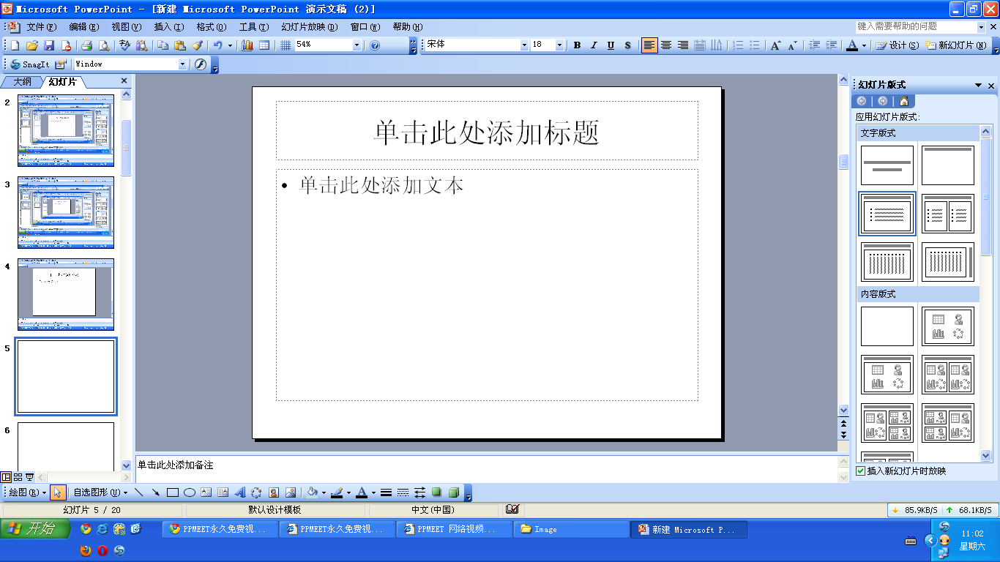 Microsoft PowerPoint - [新建 Microsoft PowerPoint 演示文稿 (2)]
文件(F) 编辑(E) 视图(V) 插入(I) 格式(O) 工具(T) 幻灯片放映(D) 窗口(W) 帮助(H) 键入需要帮助的问题
54% 宋体 18 B I U S A A A 设计(S) 新幻灯片(N)
SnagIt Window
大纲 幻灯片
2
3
4
5
6
单击此处添加标题
• 单击此处添加文本
单击此处添加备注
幻灯片版式
应用幻灯片版式:
文字版式
内容版式
插入新幻灯片时放映
绘图(R) 自选图形(U) A A
幻灯片 5 / 20 默认设计模板 中文(中国) 85.9KB/S 68.1KB/S
开始 PPMEET永久免费视... PPMEET永久免费视... PPMEET 网络视频... Image 新建 Microsoft P...
11:02
星期六